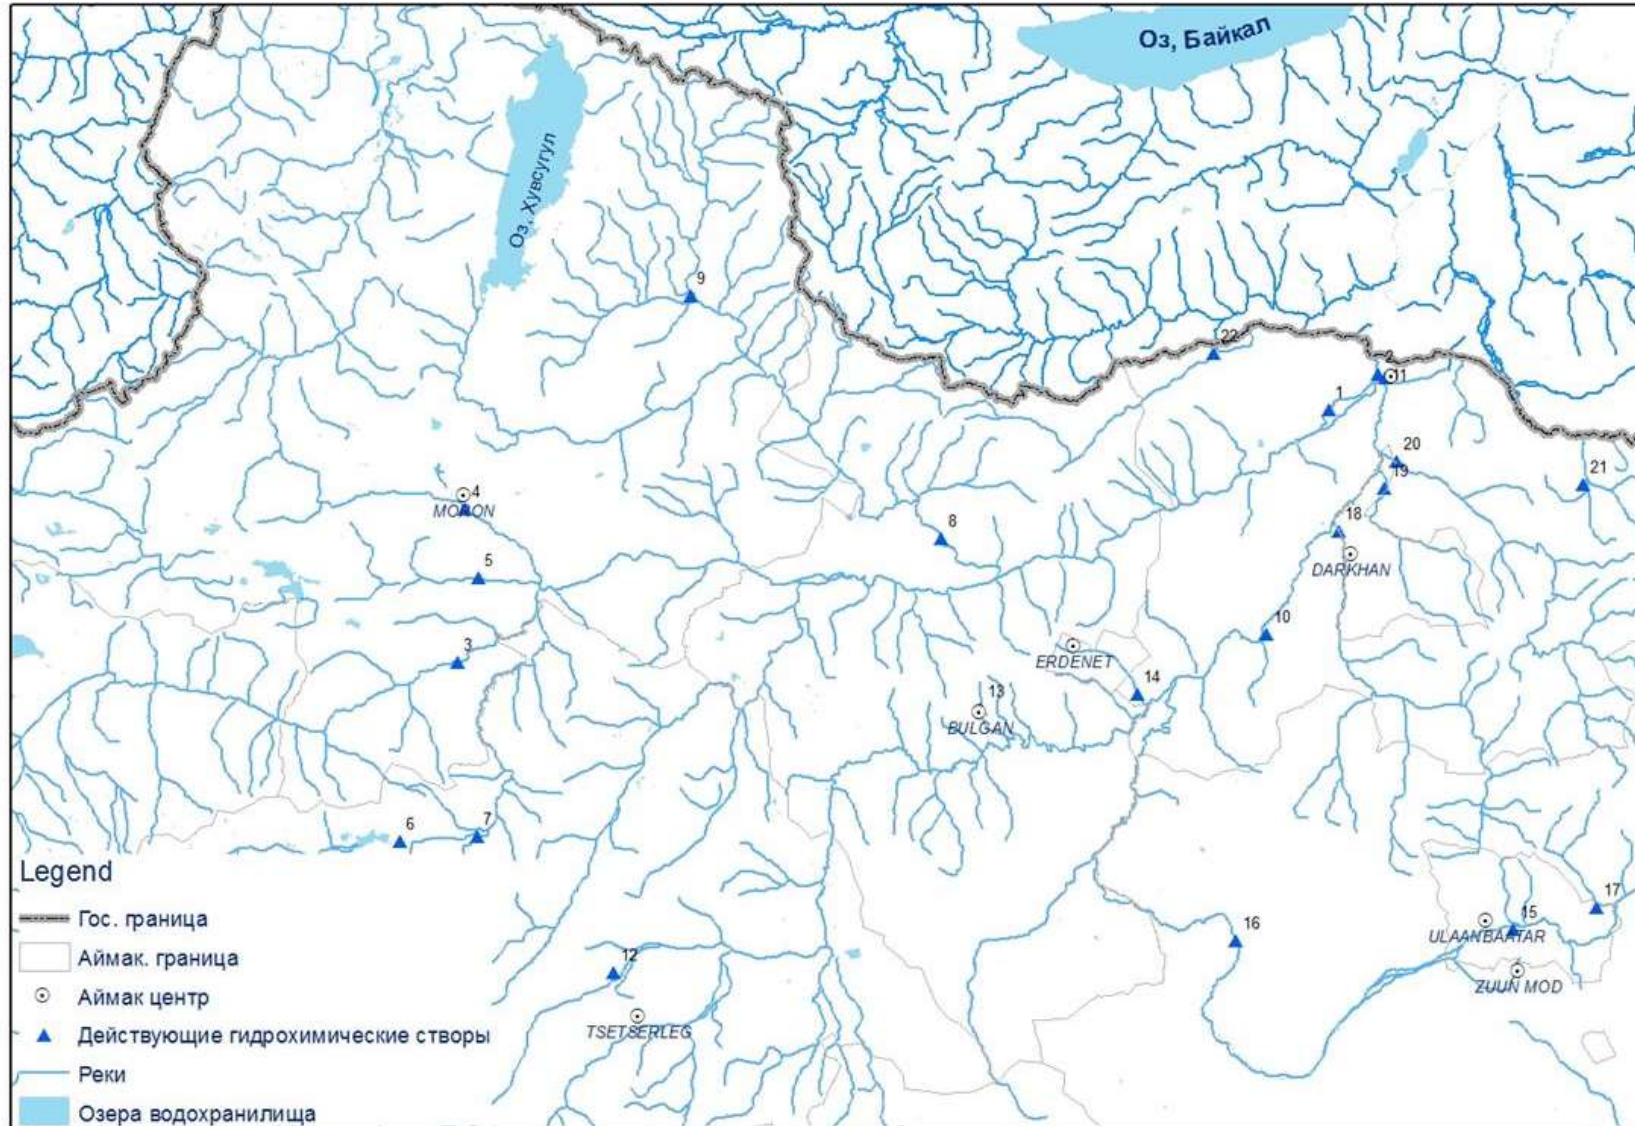 Оз, Байкал
Оз, Хувсугул
9
22
2
11
1
20
19
21
4
MORON
18
8
DARKHAN
5
10
3
ERDENET
14
13
BULGAN
6
7
Legend
Гос. граница
Аймак. граница
Аймак центр
Действующие гидрохимические створы
Реки
Озера водохранилища
17
15
16
ULAANBAATAR
12
ZUUN MOD
TSETSERLEG